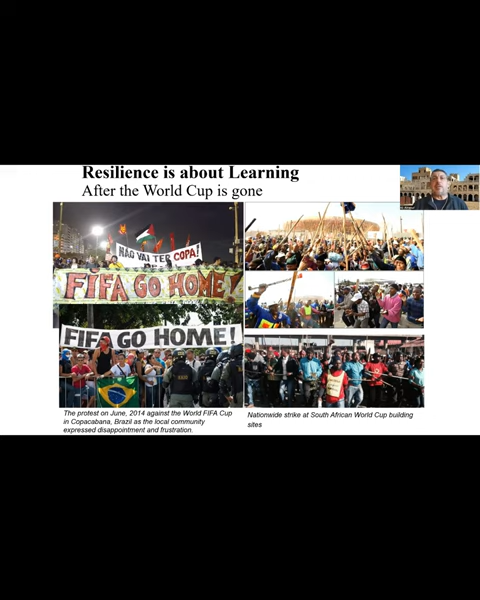 Resilience is about Learning
After the World Cup is gone
NÃO VAI TER COPA!
FIFA GO HOME!
FIFA GO HOME!
The protest on June, 2014 against the World FIFA Cup
in Copacabana, Brazil as the local community
expressed disappointment and frustration.
Nationwide strike at South African World Cup building
sites